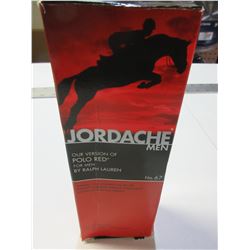 JORDACHE
MEN
OUR VERSION OF
POLO RED*
FOR MEN
BY RALPH LAUREN
No. 67